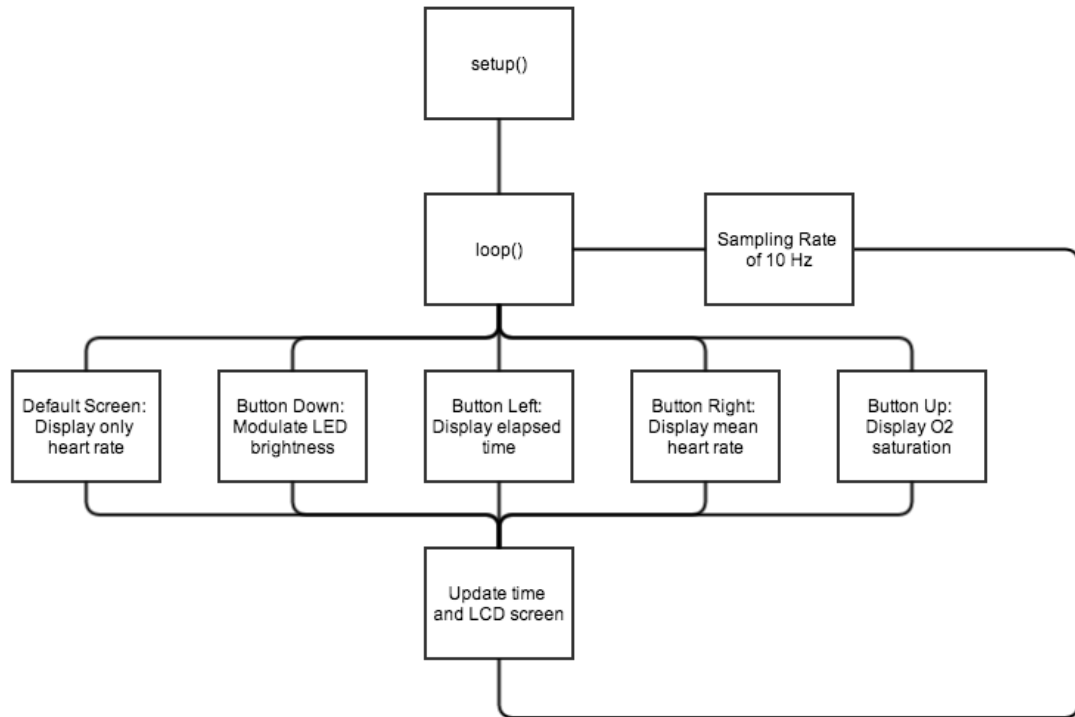 setup()
loop()
Sampling Rate
of 10 Hz
Default Screen:
Display only
heart rate
Button Down:
Modulate LED
brightness
Button Left:
Display elapsed
time
Button Right:
Display mean
heart rate
Button Up:
Display O2
saturation
Update time
and LCD screen